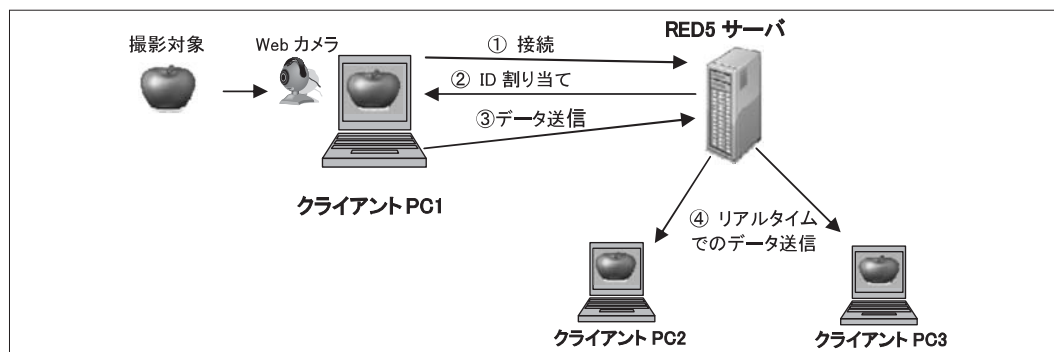 RED5 サーバ
撮影対象
Web カメラ
① 接続
② ID 割り当て
③データ送信
クライアント PC1
④ リアルタイム
でのデータ送信
クライアント PC2
クライアント PC3